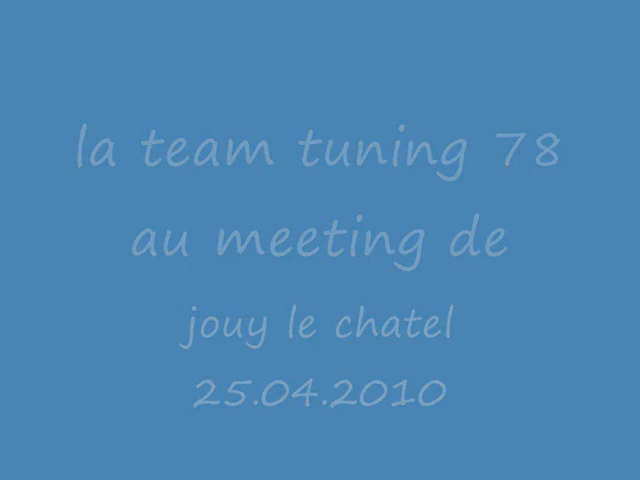 la team tuning 78
au meeting de
jouy le chatel
25.04.2010